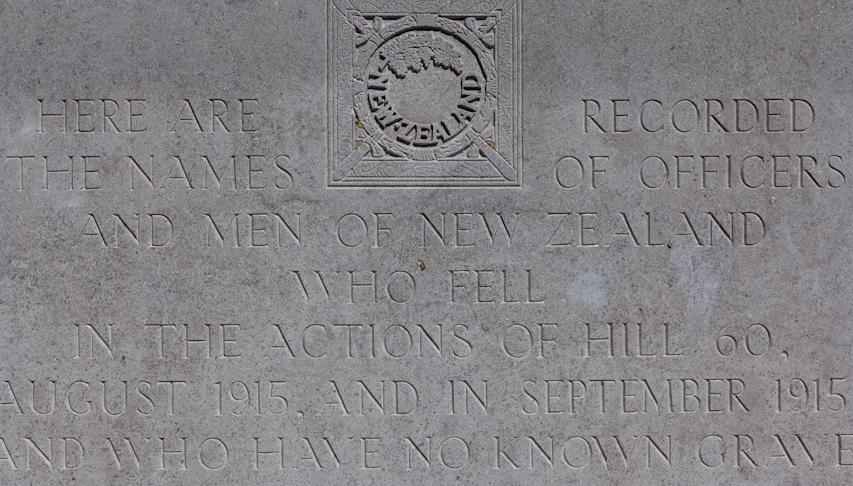 NEW·ZEALAND
HERE ARE RECORDED
THE NAMES OF OFFICERS
AND MEN OF NEW ZEALAND
WHO FELL
IN THE ACTIONS OF HILL 60,
AUGUST 1915, AND IN SEPTEMBER 1915
AND WHO HAVE NO KNOWN GRAVE